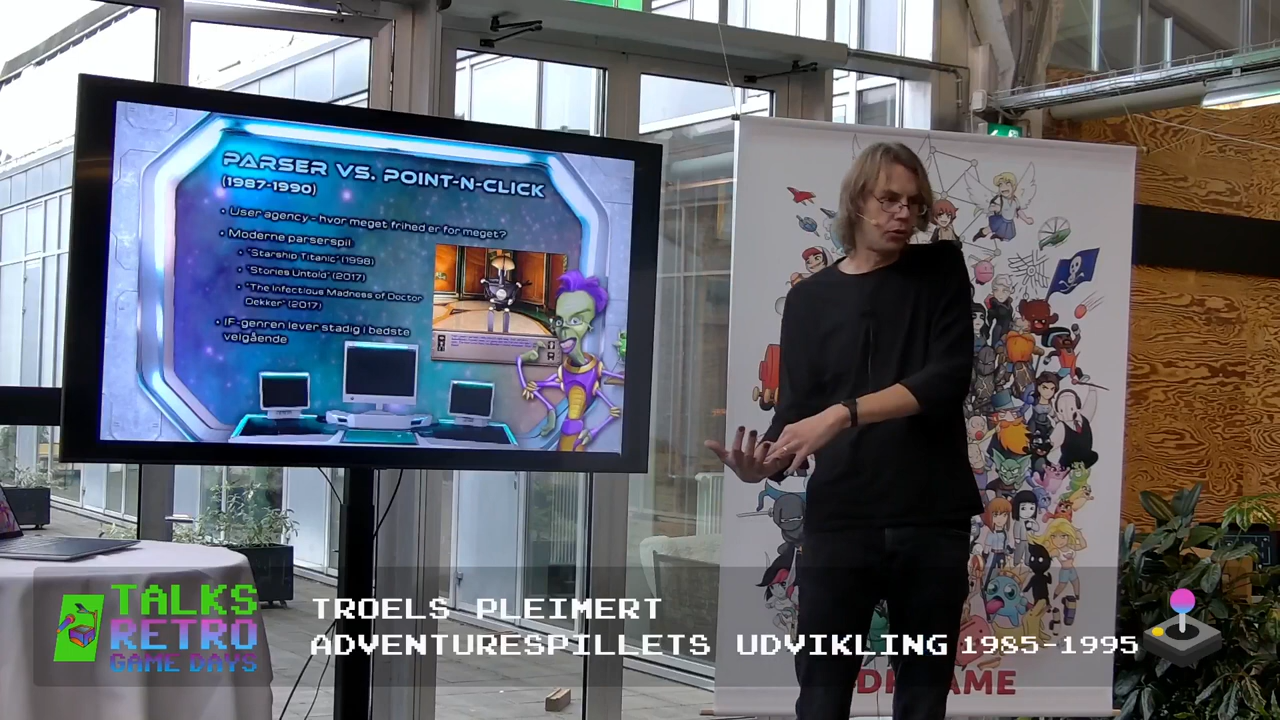 PARSER VS. POINT-N-CLICK
(1987-1990)
• User agency - hvor meget frihed er for meget?
• Moderne parserspil
• "Starship Titanic" (1998)
• "Stories Untold" (2017)
• "The Infectious Madness of Doctor
Dekker" (2017)
• IF-genren lever stadig i bedste
velgående
TALKS
RETRO
GAME DAYS
TROELS PLEIMERT
ADVENTURESPILLETS UDVIKLING 1985-1995